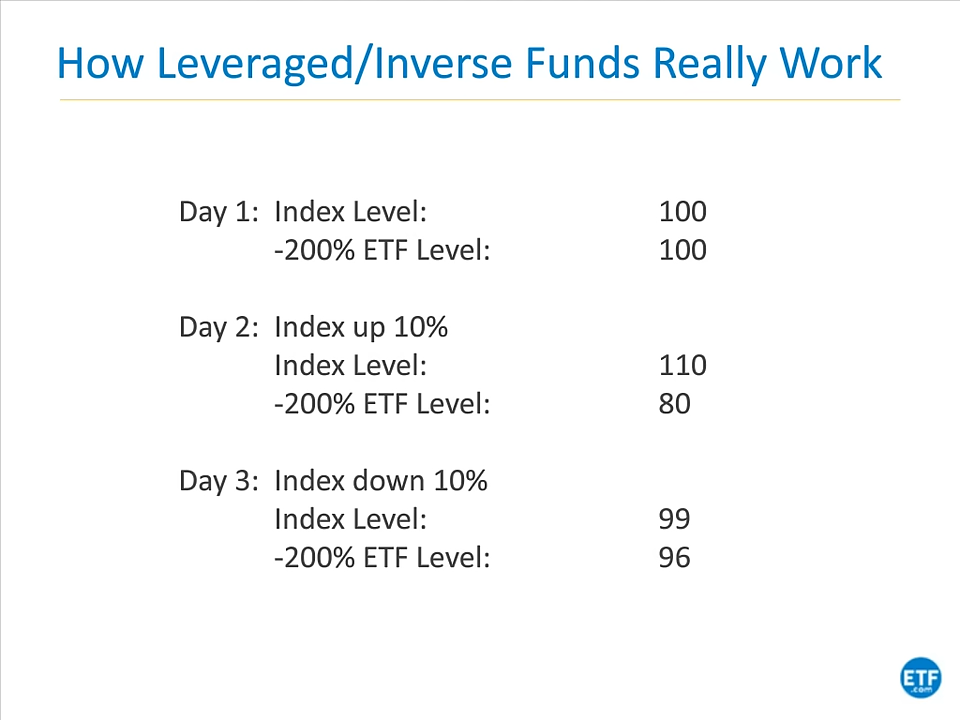 How Leveraged/Inverse Funds Really Work
Day 1: Index Level: 100
-200% ETF Level: 100
Day 2: Index up 10%
Index Level: 110
-200% ETF Level: 80
Day 3: Index down 10%
Index Level: 99
-200% ETF Level: 96
ETF
.com